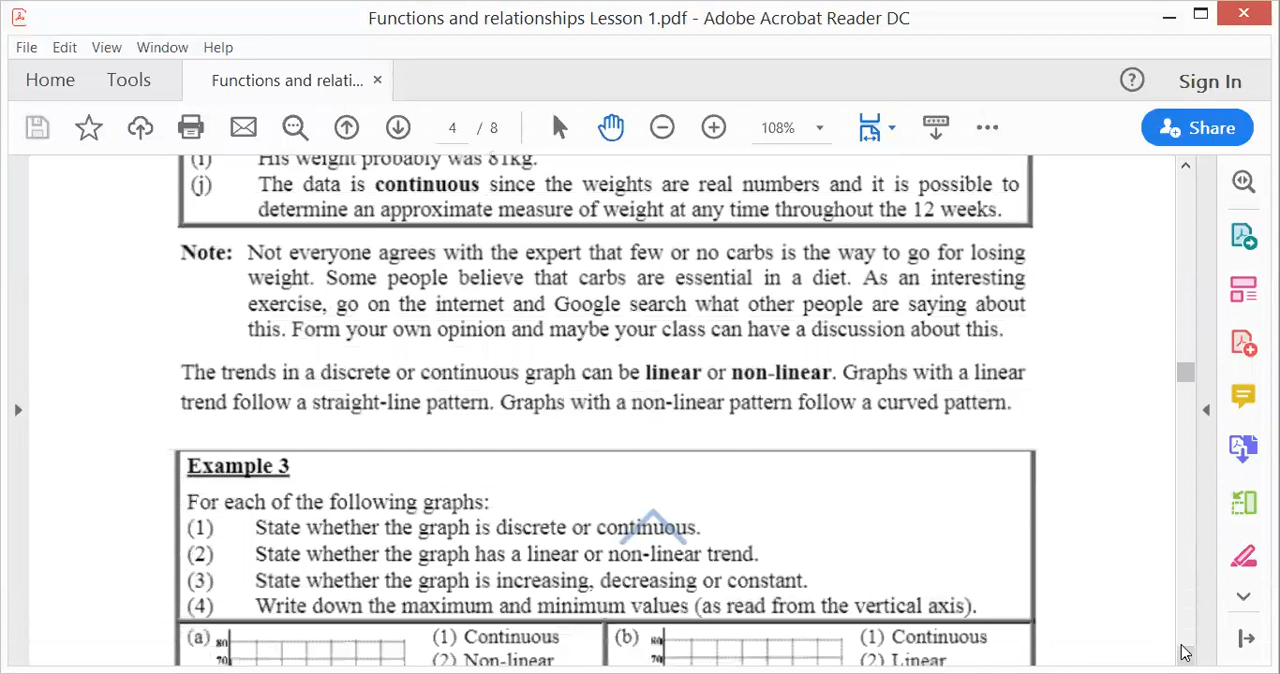 Functions and relationships Lesson 1.pdf - Adobe Acrobat Reader DC
File Edit View Window Help
Home Tools Functions and relati... × ? Sign In
4 / 8 108% Share
(i) His weight probably was 81kg.
(j) The data is continuous since the weights are real numbers and it is possible to
determine an approximate measure of weight at any time throughout the 12 weeks.
Note: Not everyone agrees with the expert that few or no carbs is the way to go for losing
weight. Some people believe that carbs are essential in a diet. As an interesting
exercise, go on the internet and Google search what other people are saying about
this. Form your own opinion and maybe your class can have a discussion about this.
The trends in a discrete or continuous graph can be linear or non-linear. Graphs with a linear
trend follow a straight-line pattern. Graphs with a non-linear pattern follow a curved pattern.
Example 3
For each of the following graphs:
(1) State whether the graph is discrete or continuous.
(2) State whether the graph has a linear or non-linear trend.
(3) State whether the graph is increasing, decreasing or constant.
(4) Write down the maximum and minimum values (as read from the vertical axis).
(a) 80 (1) Continuous (b) 80 (1) Continuous
70 (2) Non-linear 70 (2) Linear